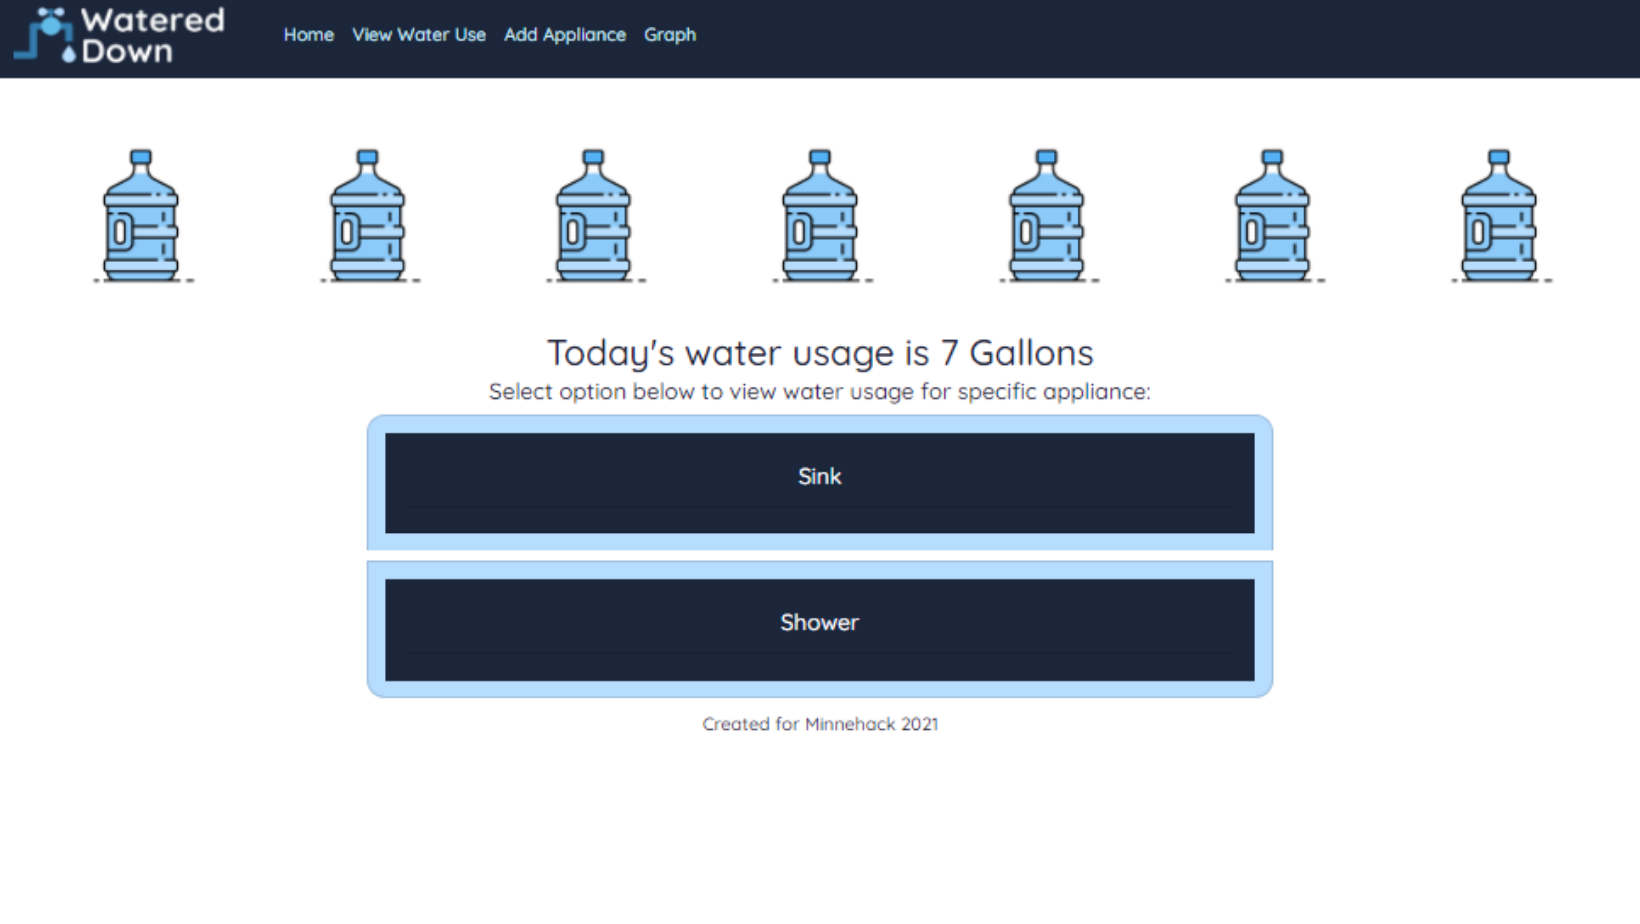 Watered
Down
Home View Water Use Add Appliance Graph
Today's water usage is 7 Gallons
Select option below to view water usage for specific appliance:
Sink
Shower
Created for Minnehack 2021